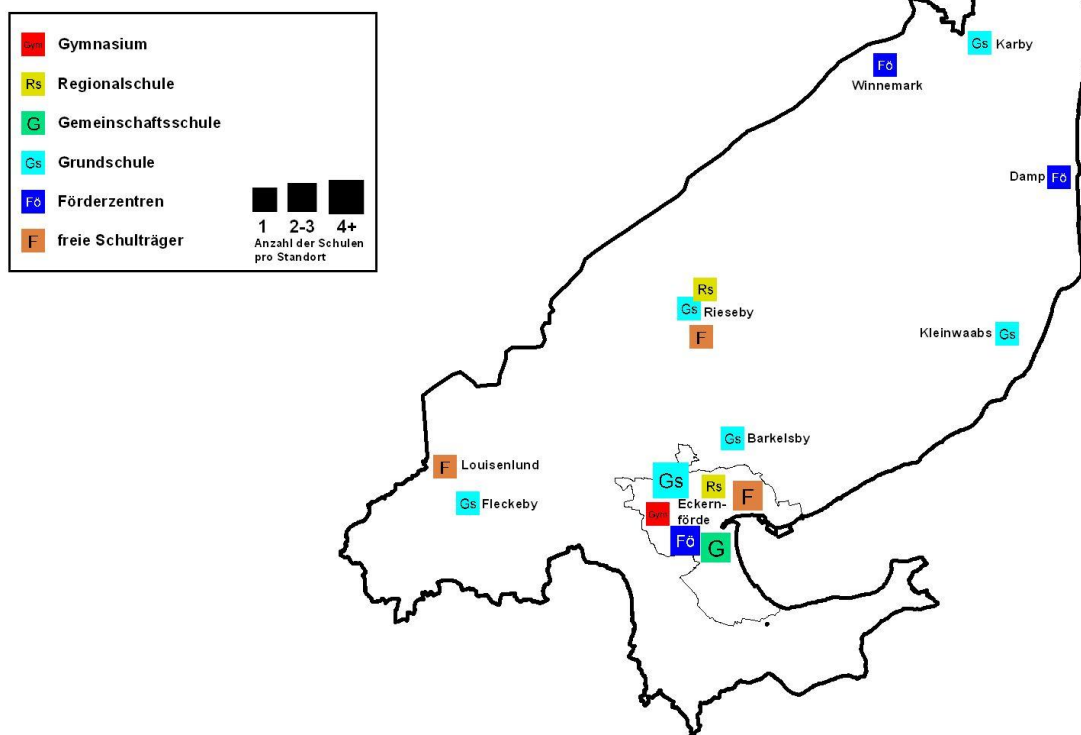 Gym Gymnasium
Rs Regionalschule
G Gemeinschaftsschule
Gs Grundschule
Fö Förderzentren
F freie Schulträger
1 2-3 4+
Anzahl der Schulen
pro Standort
Gs Karby
Fö
Winnemark
Damp Fö
Rs
Gs Rieseby
F
Kleinwaabs Gs
Gs Barkelsby
F Louisenlund
Gs Fleckeby
Gs
Rs
F
Gym
Eckern-
förde
Fö
G